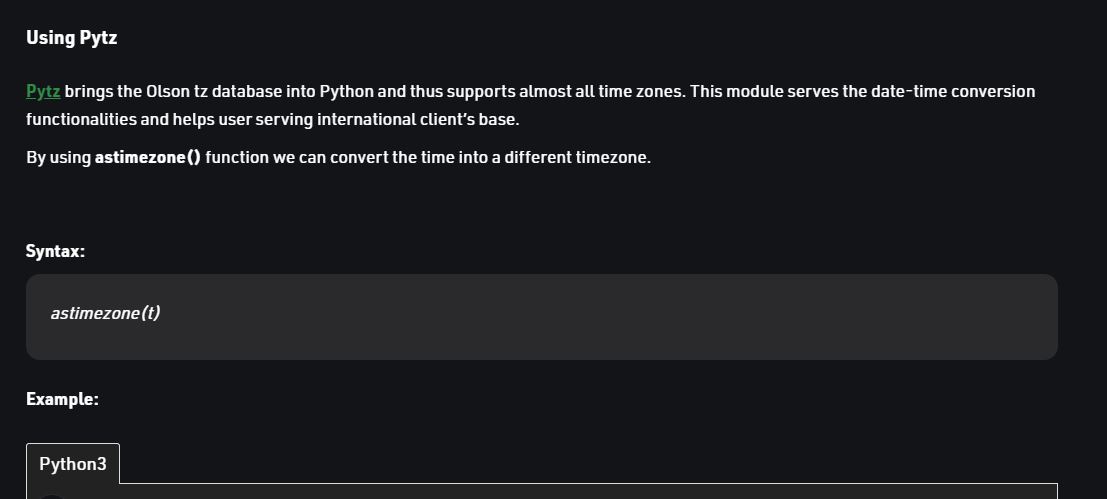 Using Pytz
Pytz brings the Olson tz database into Python and thus supports almost all time zones. This module serves the date-time conversion
functionalities and helps user serving international client's base.
By using astimezone() function we can convert the time into a different timezone.
Syntax:
astimezone(t)
Example:
Python3